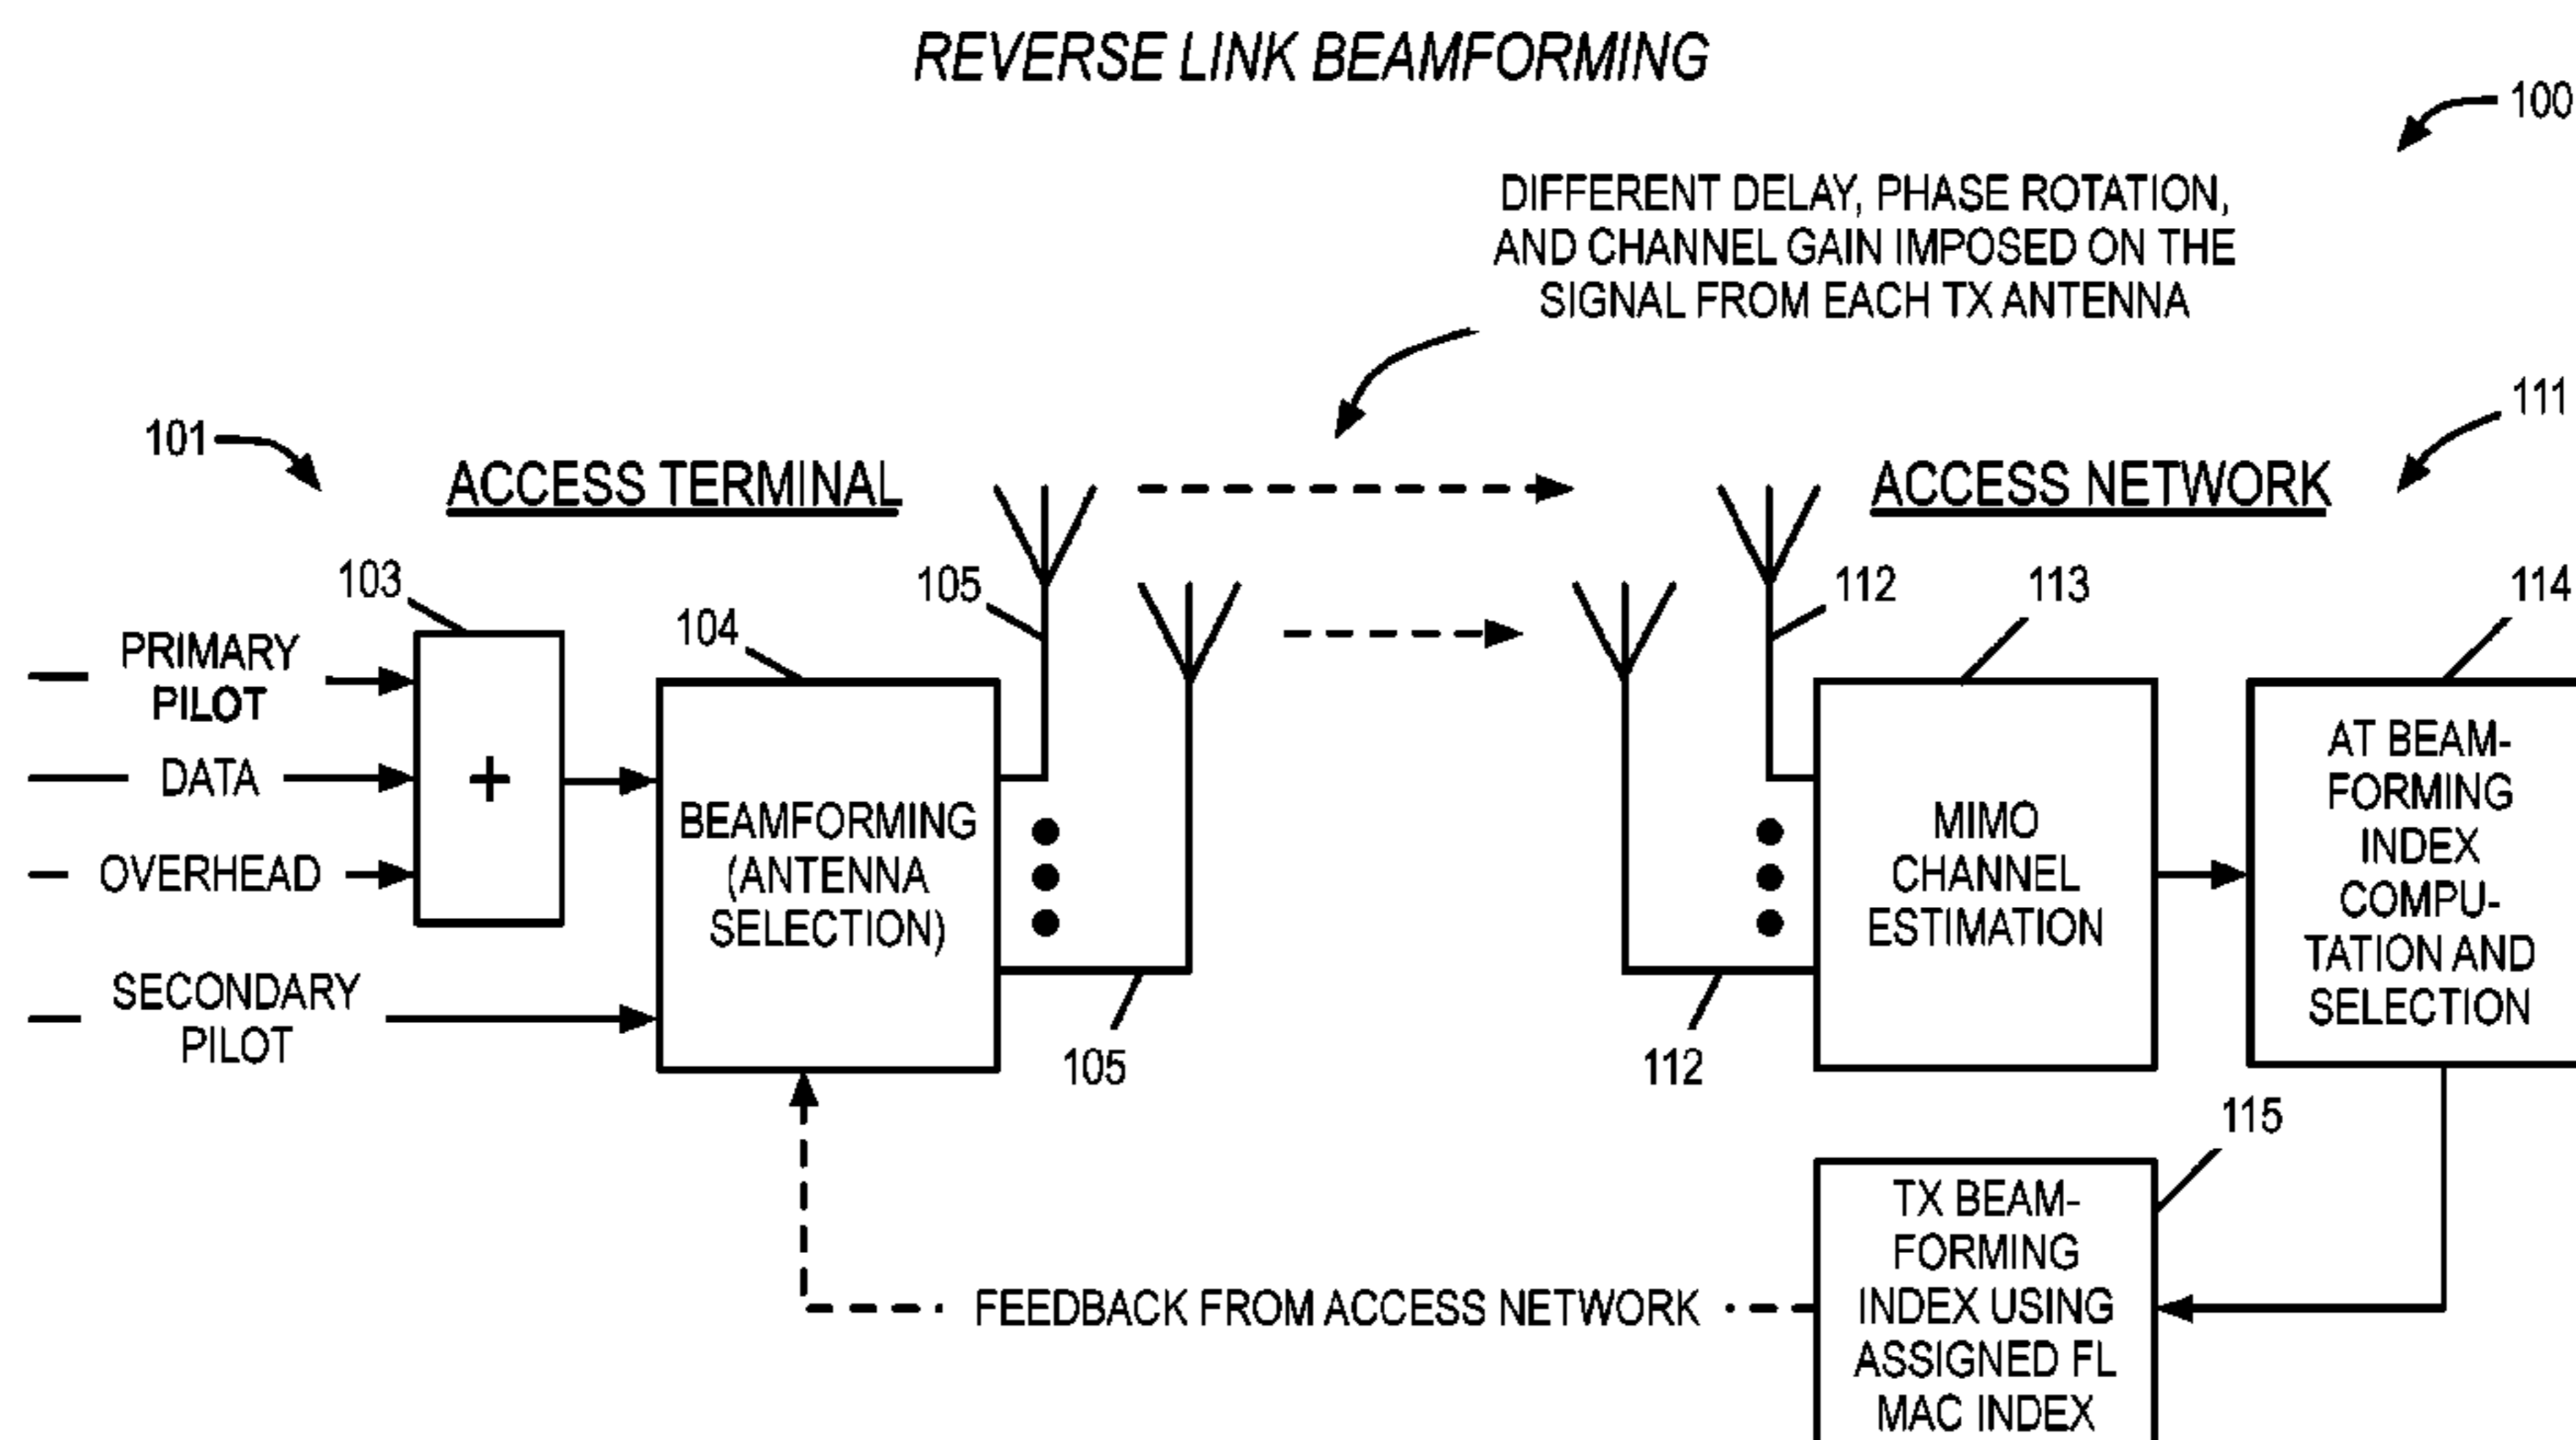 REVERSE LINK BEAMFORMING
100
DIFFERENT DELAY, PHASE ROTATION,
AND CHANNEL GAIN IMPOSED ON THE
SIGNAL FROM EACH TX ANTENNA
111
101
ACCESS TERMINAL
ACCESS NETWORK
103
104
105
112
113
114
PRIMARY
PILOT
DATA
OVERHEAD
SECONDARY
PILOT
+
BEAMFORMING
(ANTENNA
SELECTION)
105
112
MIMO
CHANNEL
ESTIMATION
AT BEAM-
FORMING
INDEX
COMPU-
TATION AND
SELECTION
115
TX BEAM-
FORMING
INDEX USING
ASSIGNED FL
MAC INDEX
FEEDBACK FROM ACCESS NETWORK